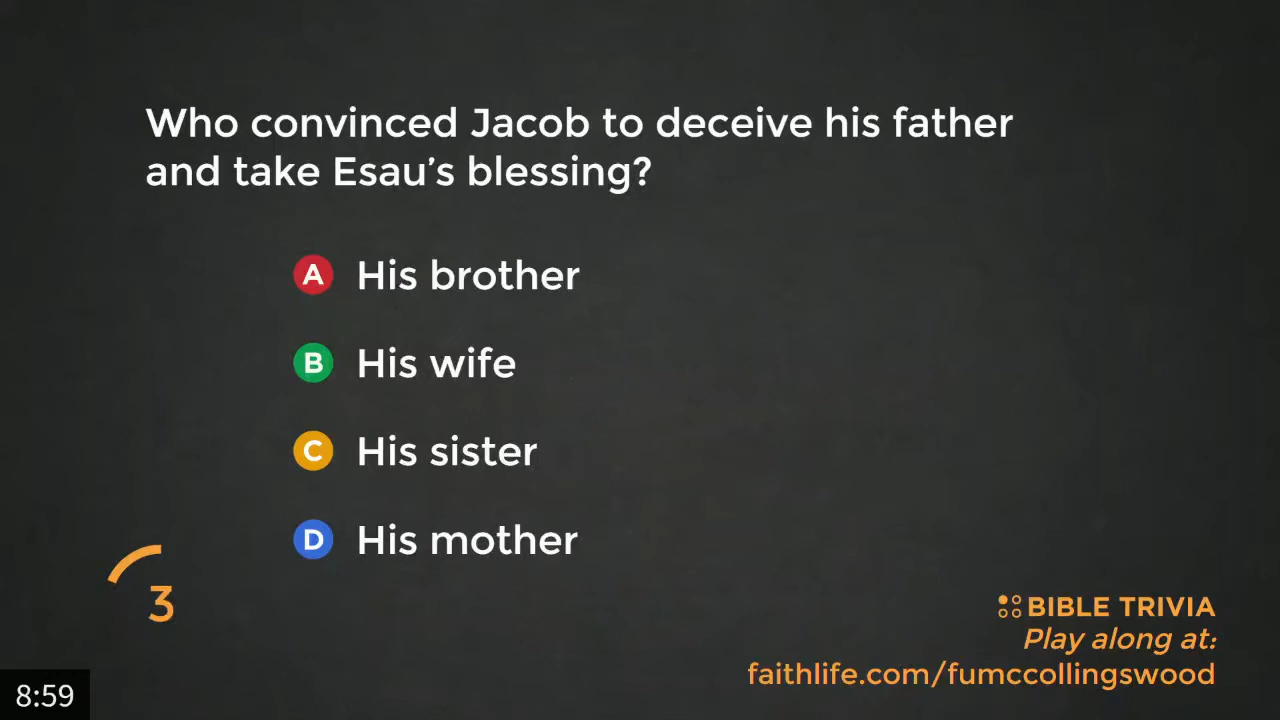 Who convinced Jacob to deceive his father
and take Esau’s blessing?
A His brother
B His wife
C His sister
D His mother
3
BIBLE TRIVIA
Play along at:
faithlife.com/fumccollingswood
8:59